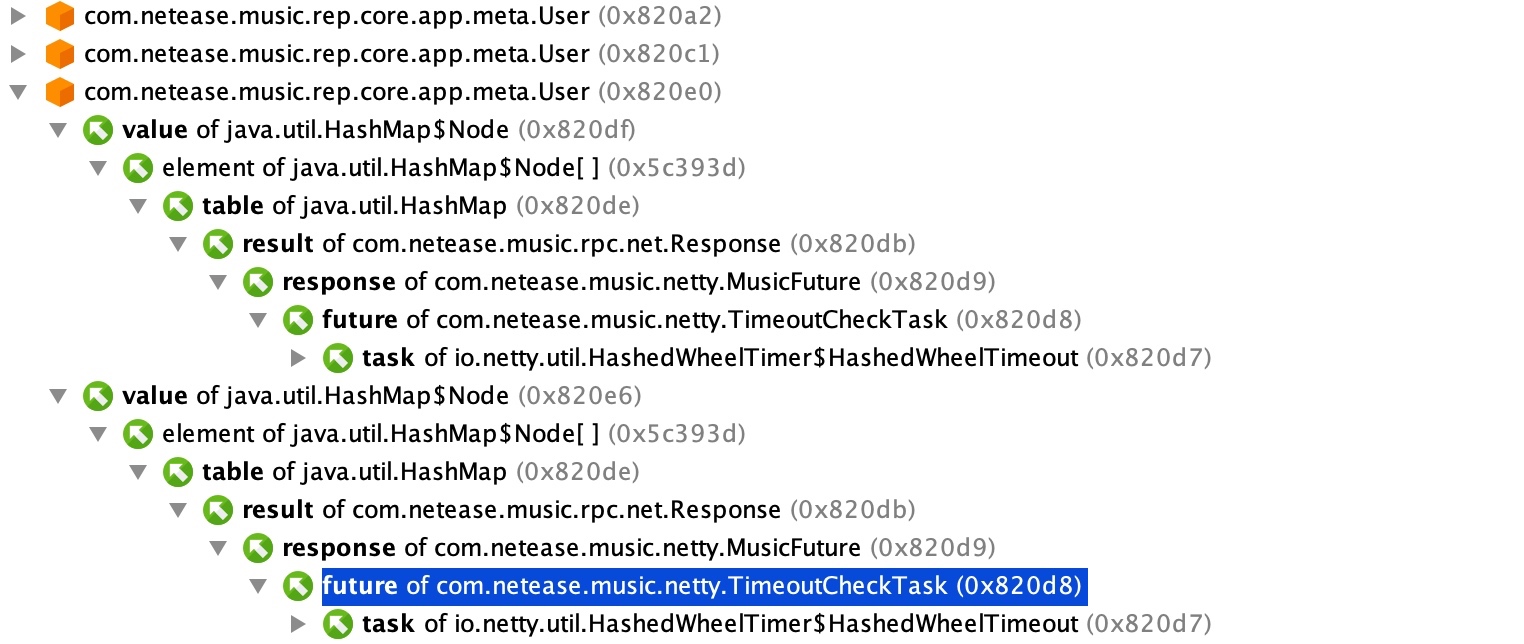 com.netease.music.rep.core.app.meta.User (0x820a2)
com.netease.music.rep.core.app.meta.User (0x820c1)
com.netease.music.rep.core.app.meta.User (0x820e0)
value of java.util.HashMap$Node (0x820df)
element of java.util.HashMap$Node[ ] (0x5c393d)
table of java.util.HashMap (0x820de)
result of com.netease.music.rpc.net.Response (0x820db)
response of com.netease.music.netty.MusicFuture (0x820d9)
future of com.netease.music.netty.TimeoutCheckTask (0x820d8)
task of io.netty.util.HashedWheelTimer$HashedWheelTimeout (0x820d7)
value of java.util.HashMap$Node (0x820e6)
element of java.util.HashMap$Node[ ] (0x5c393d)
table of java.util.HashMap (0x820de)
result of com.netease.music.rpc.net.Response (0x820db)
response of com.netease.music.netty.MusicFuture (0x820d9)
future of com.netease.music.netty.TimeoutCheckTask (0x820d8)
task of io.netty.util.HashedWheelTimer$HashedWheelTimeout (0x820d7)